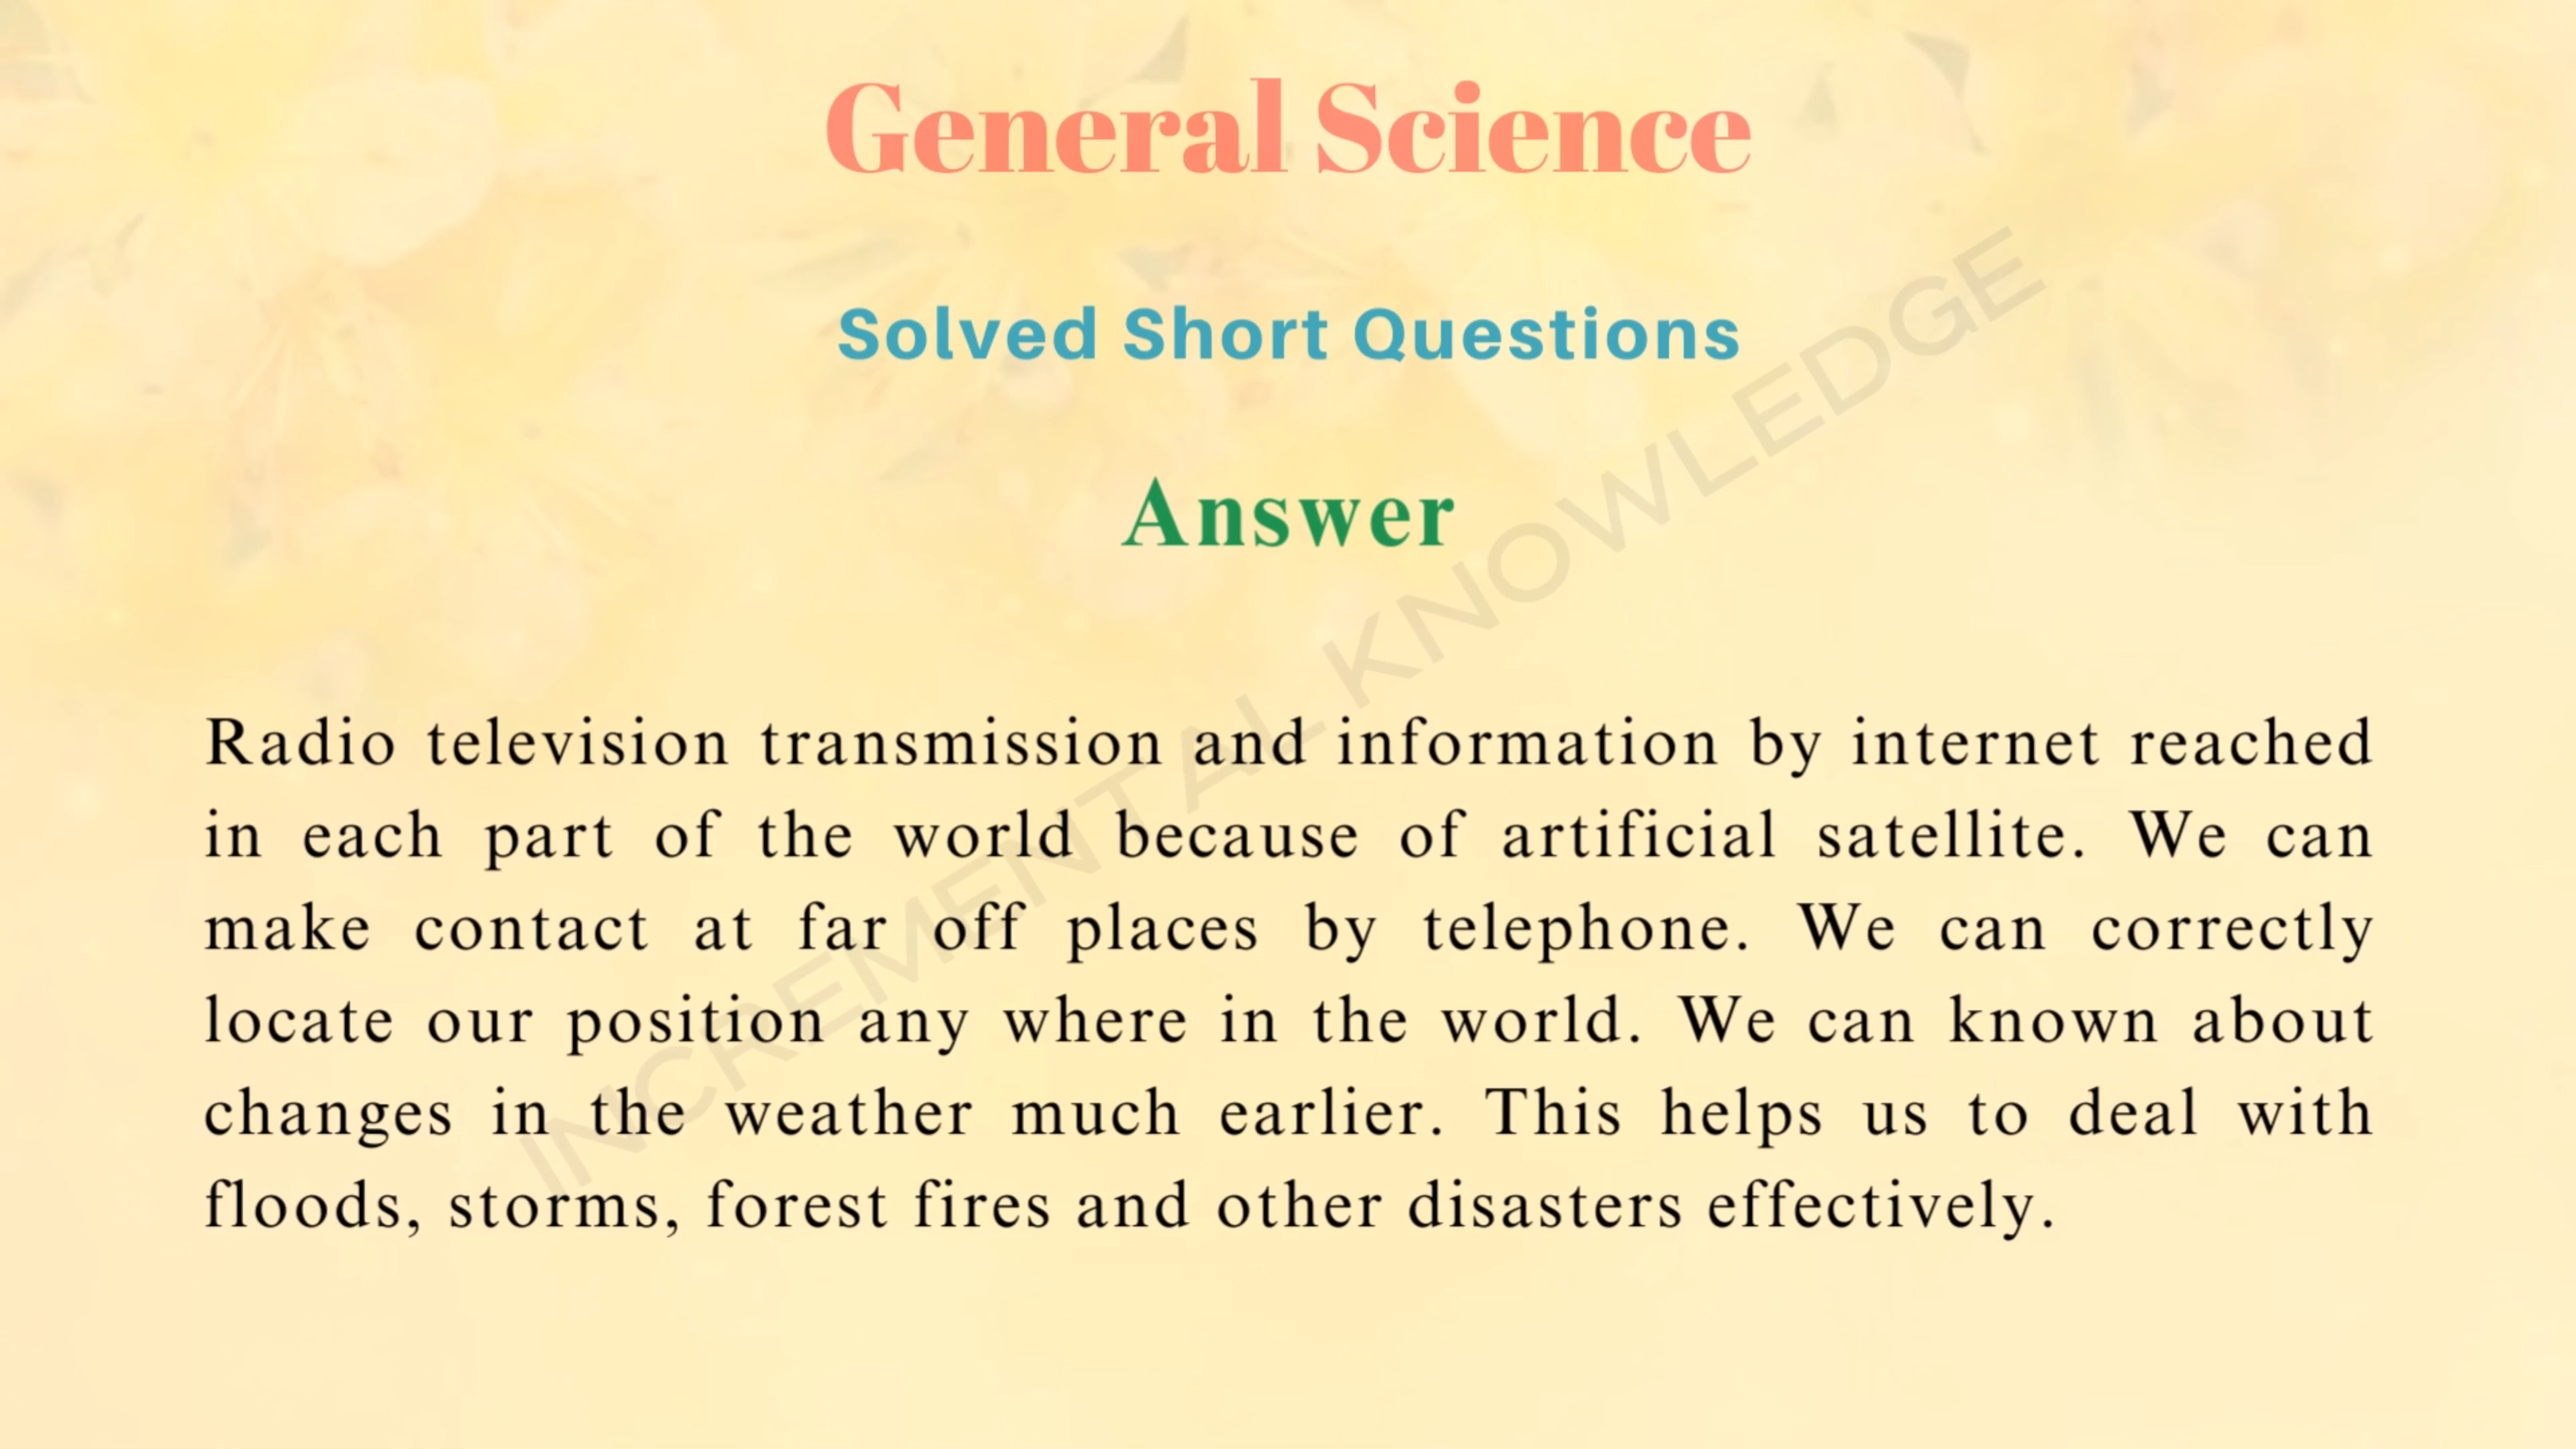 General Science
Solved Short Questions
Answer
Radio television transmission and information by internet reached
in each part of the world because of artificial satellite. We can
make contact at far off places by telephone. We can correctly
locate our position any where in the world. We can known about
changes in the weather much earlier. This helps us to deal with
floods, storms, forest fires and other disasters effectively.
INCREMENTAL KNOWLEDGE